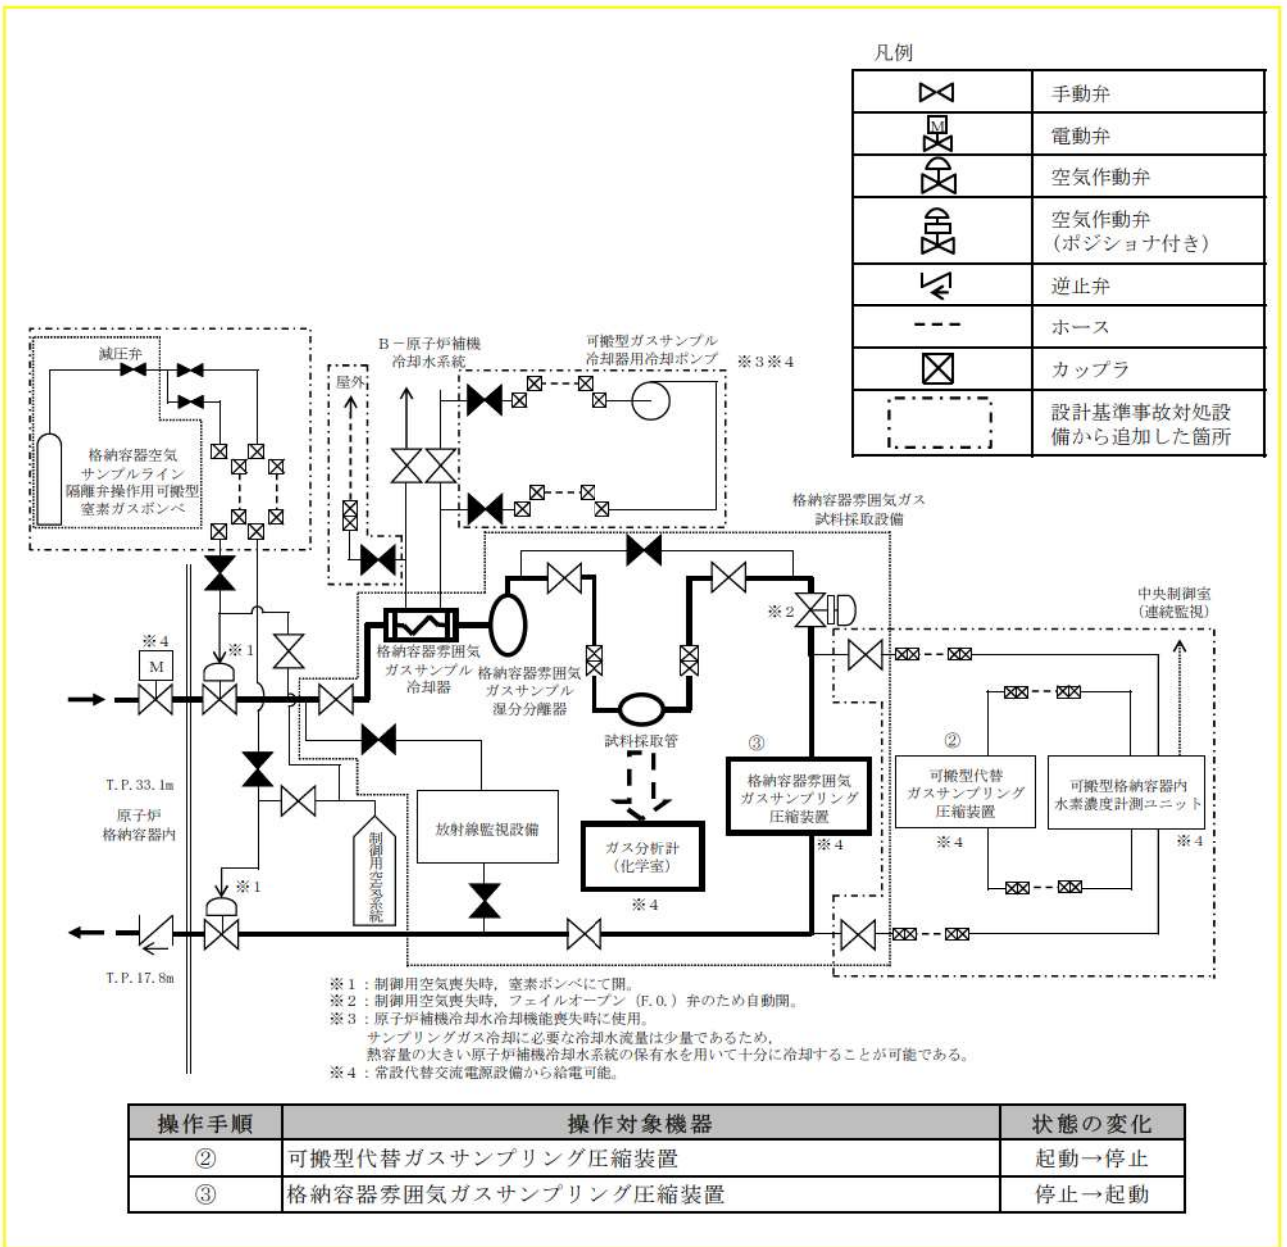 凡例
手動弁
M
電動弁
空気作動弁
空気作動弁
(ポジショナ付き)
逆止弁
ホース
カップラ
設計基準事故対処設
備から追加した箇所
減圧弁
格納容器空気
サンプルライン
隔離弁操作用可搬型
窒素ガスボンベ
屋外
B-原子炉補機
冷却水系統
可搬型ガスサンプル
冷却器用冷却ポンプ
※3※4
格納容器雰囲気ガス
試料採取設備
中央制御室
(連続監視)
※4
M
※1
※2
格納容器雰囲気
ガスサンプル
冷却器
格納容器雰囲気
ガスサンプル
湿分分離器
試料採取管
③
格納容器雰囲気
ガスサンプリング
圧縮装置
※4
②
可搬型代替
ガスサンプリング
圧縮装置
※4
可搬型格納容器内
水素濃度計測ユニット
※4
T.P.33.1m
原子炉
格納容器内
放射線監視設備
ガス分析計
(化学室)
※4
制御用空気系統
※1
T.P.17.8m
※1:制御用空気喪失時,窒素ボンベにて開。
※2:制御用空気喪失時,フェイルオープン(F.O.)弁のため自動開。
※3:原子炉補機冷却水冷却機能喪失時に使用。
サンプリングガス冷却に必要な冷却水流量は少量であるため,
熱容量の大きい原子炉補機冷却水系統の保有水を用いて十分に冷却することが可能である。
※4:常設代替交流電源設備から給電可能。
操作手順 操作対象機器 状態の変化
② 可搬型代替ガスサンプリング圧縮装置 起動→停止
③ 格納容器雰囲気ガスサンプリング圧縮装置 停止→起動